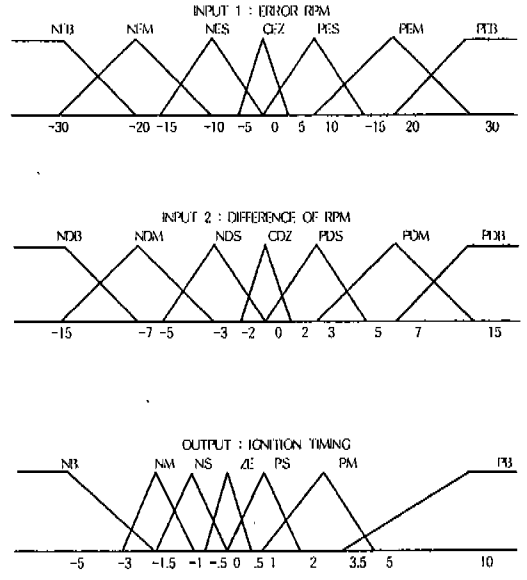 INPUT 1 : ERROR RPM
NEB NEM NES CEZ PES PEM PEB
-30 -20 -15 -10 -5 0 5 10 -15 20 30
INPUT 2 : DIFFERENCE OF RPM
NDB NDM NDS CDZ PDS PDM PDB
-15 -7 -5 -3 -2 0 2 3 5 7 15
OUTPUT : IGNITION TIMING
NB NM NS ZE PS PM PB
-5 -3 -1.5 -1 -.5 0 .5 1 2 3.5 5 10